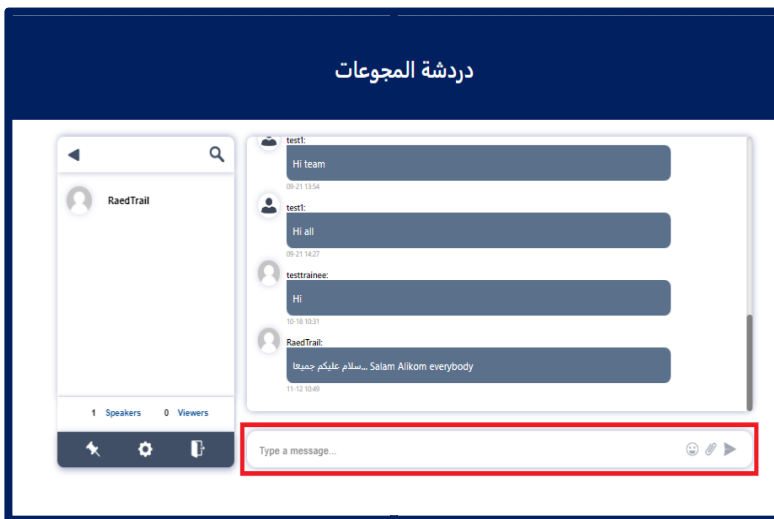 دردشة المجوعات
RaedTrail
1 Speakers 0 Viewers
test1:
Hi team
09-21 13:54
test1:
Hi all
09-21 14:27
testtrainee:
Hi
10-18 10:31
RaedTrail:
سلام عليكم جميعا... Salam Alikom everybody
11-12 10:49
Type a message...